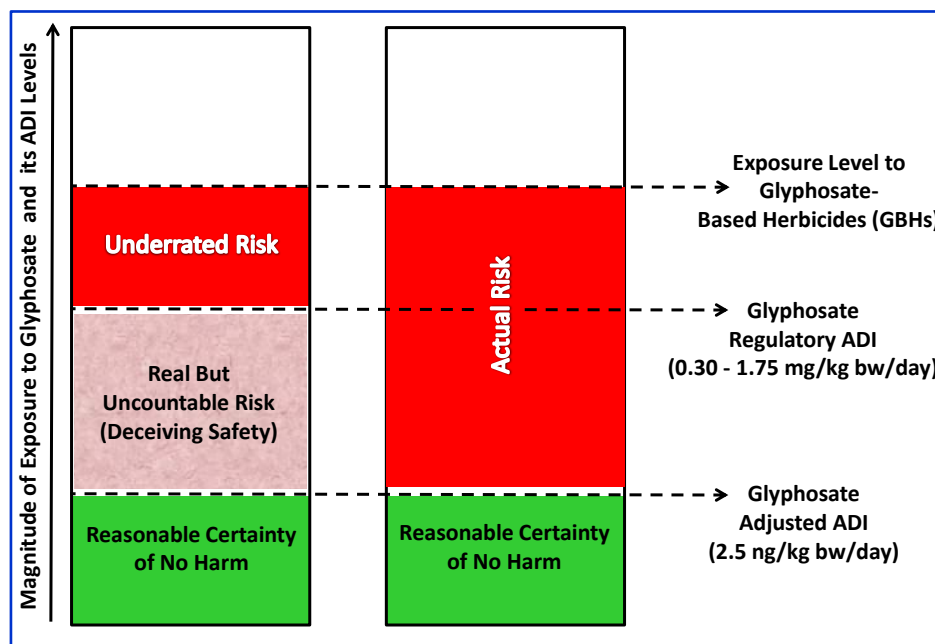 Magnitude of Exposure to Glyphosate and its ADI Levels
Underrated Risk
Real But
Uncountable Risk
(Deceiving Safety)
Reasonable Certainty
of No Harm
Actual Risk
Reasonable Certainty
of No Harm
Exposure Level to
Glyphosate-
Based Herbicides (GBHs)
Glyphosate
Regulatory ADI
(0.30 - 1.75 mg/kg bw/day)
Glyphosate
Adjusted ADI
(2.5 ng/kg bw/day)